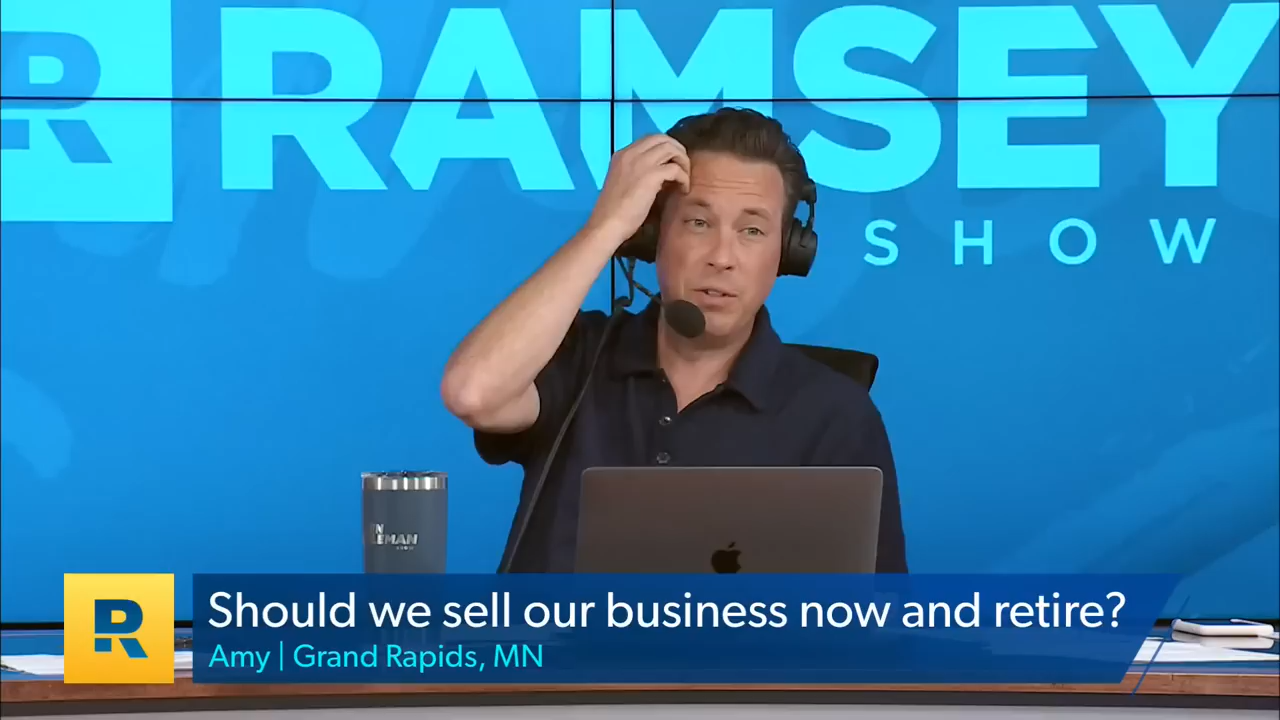 R RAMSEY
SHOW
R
Should we sell our business now and retire?
Amy | Grand Rapids, MN